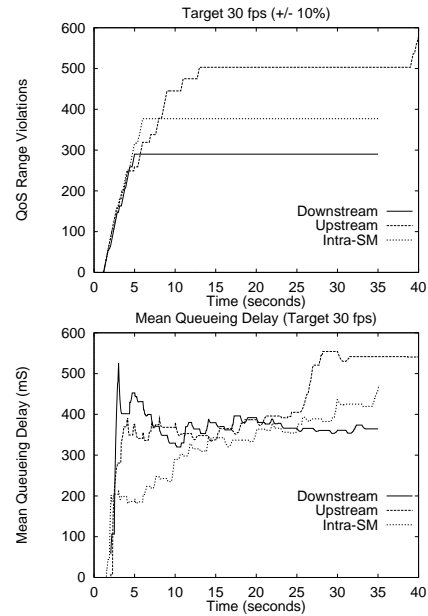 Target 30 fps (+/- 10%)
600
500
400
300
200
100
0
QoS Range Violations
Downstream
Upstream
Intra-SM
0 5 10 15 20 25 30 35 40
Time (seconds)
Mean Queueing Delay (Target 30 fps)
600
500
400
300
200
100
0
Mean Queueing Delay (mS)
Downstream
Upstream
Intra-SM
0 5 10 15 20 25 30 35 40
Time (seconds)